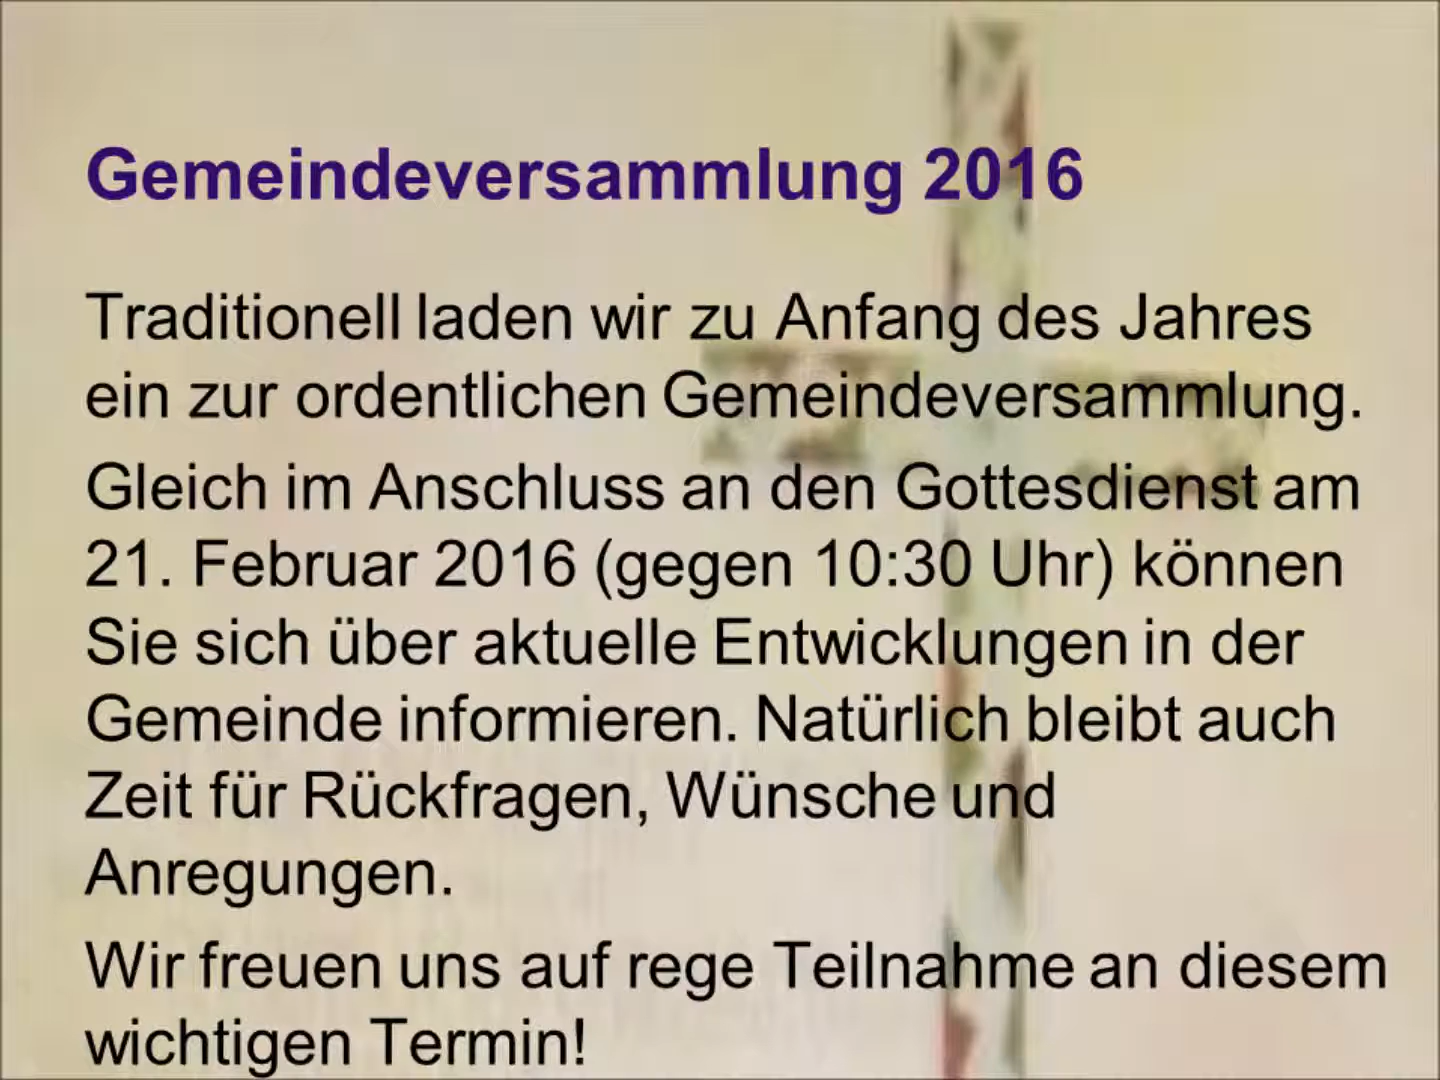 Gemeindeversammlung 2016
Traditionell laden wir zu Anfang des Jahres
ein zur ordentlichen Gemeindeversammlung.
Gleich im Anschluss an den Gottesdienst am
21. Februar 2016 (gegen 10:30 Uhr) können
Sie sich über aktuelle Entwicklungen in der
Gemeinde informieren. Natürlich bleibt auch
Zeit für Rückfragen, Wünsche und
Anregungen.
Wir freuen uns auf rege Teilnahme an diesem
wichtigen Termin!